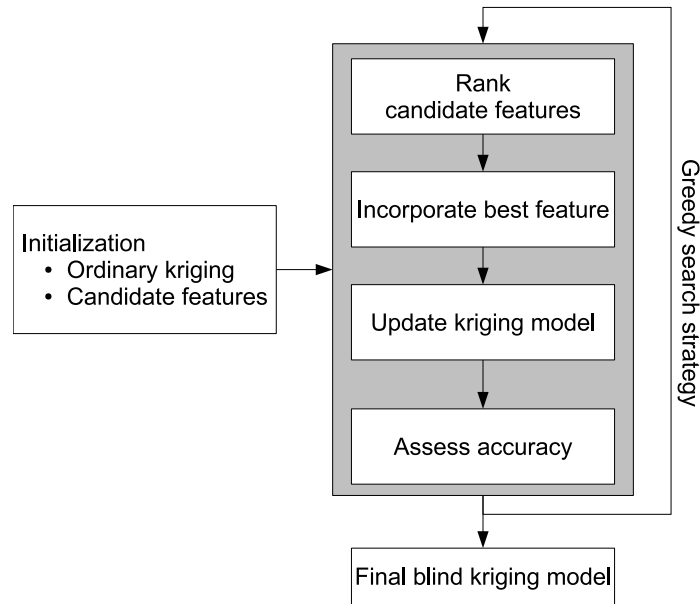 Rank
candidate features
Incorporate best feature
Initialization
• Ordinary kriging
• Candidate features
Update kriging model
Assess accuracy
Greedy search strategy
Final blind kriging model